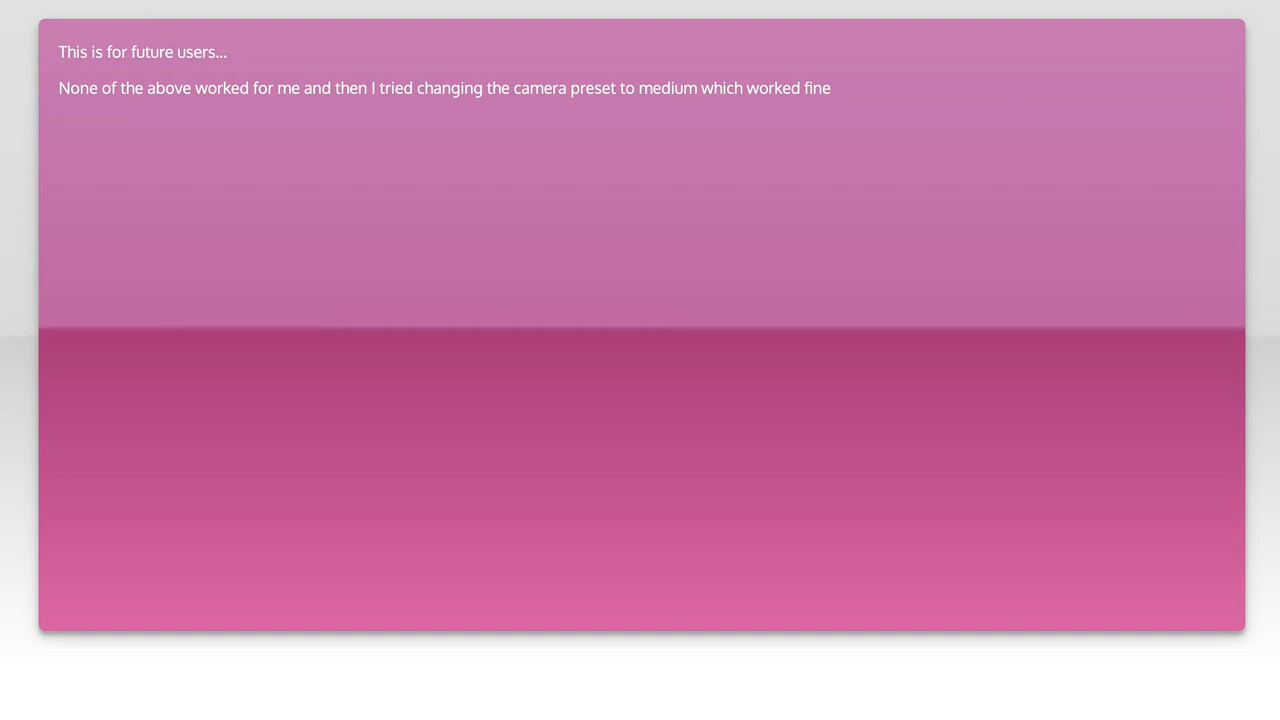 This is for future users...
None of the above worked for me and then I tried changing the camera preset to medium which worked fine